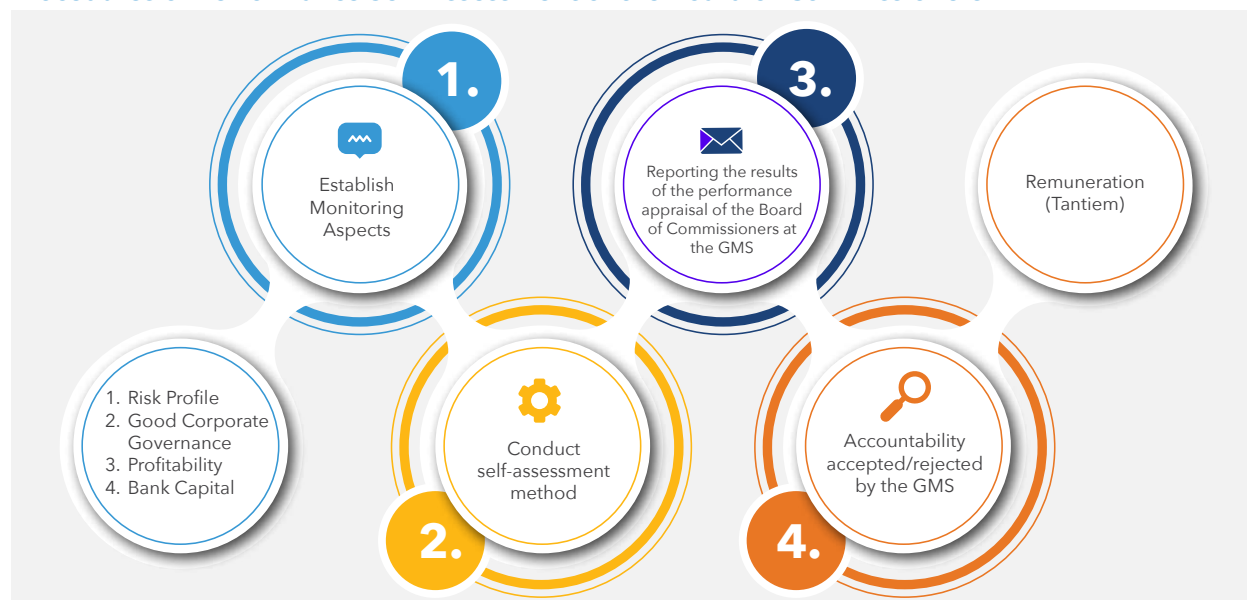 1.
Establish
Monitoring
Aspects
1. Risk Profile
2. Good Corporate
Governance
3. Profitability
4. Bank Capital
2.
Conduct
self-assessment
method
3.
Reporting the results
of the performance
appraisal of the Board
of Commissioners at
the GMS
4.
Accountability
accepted/rejected
by the GMS
Remuneration
(Tantiem)